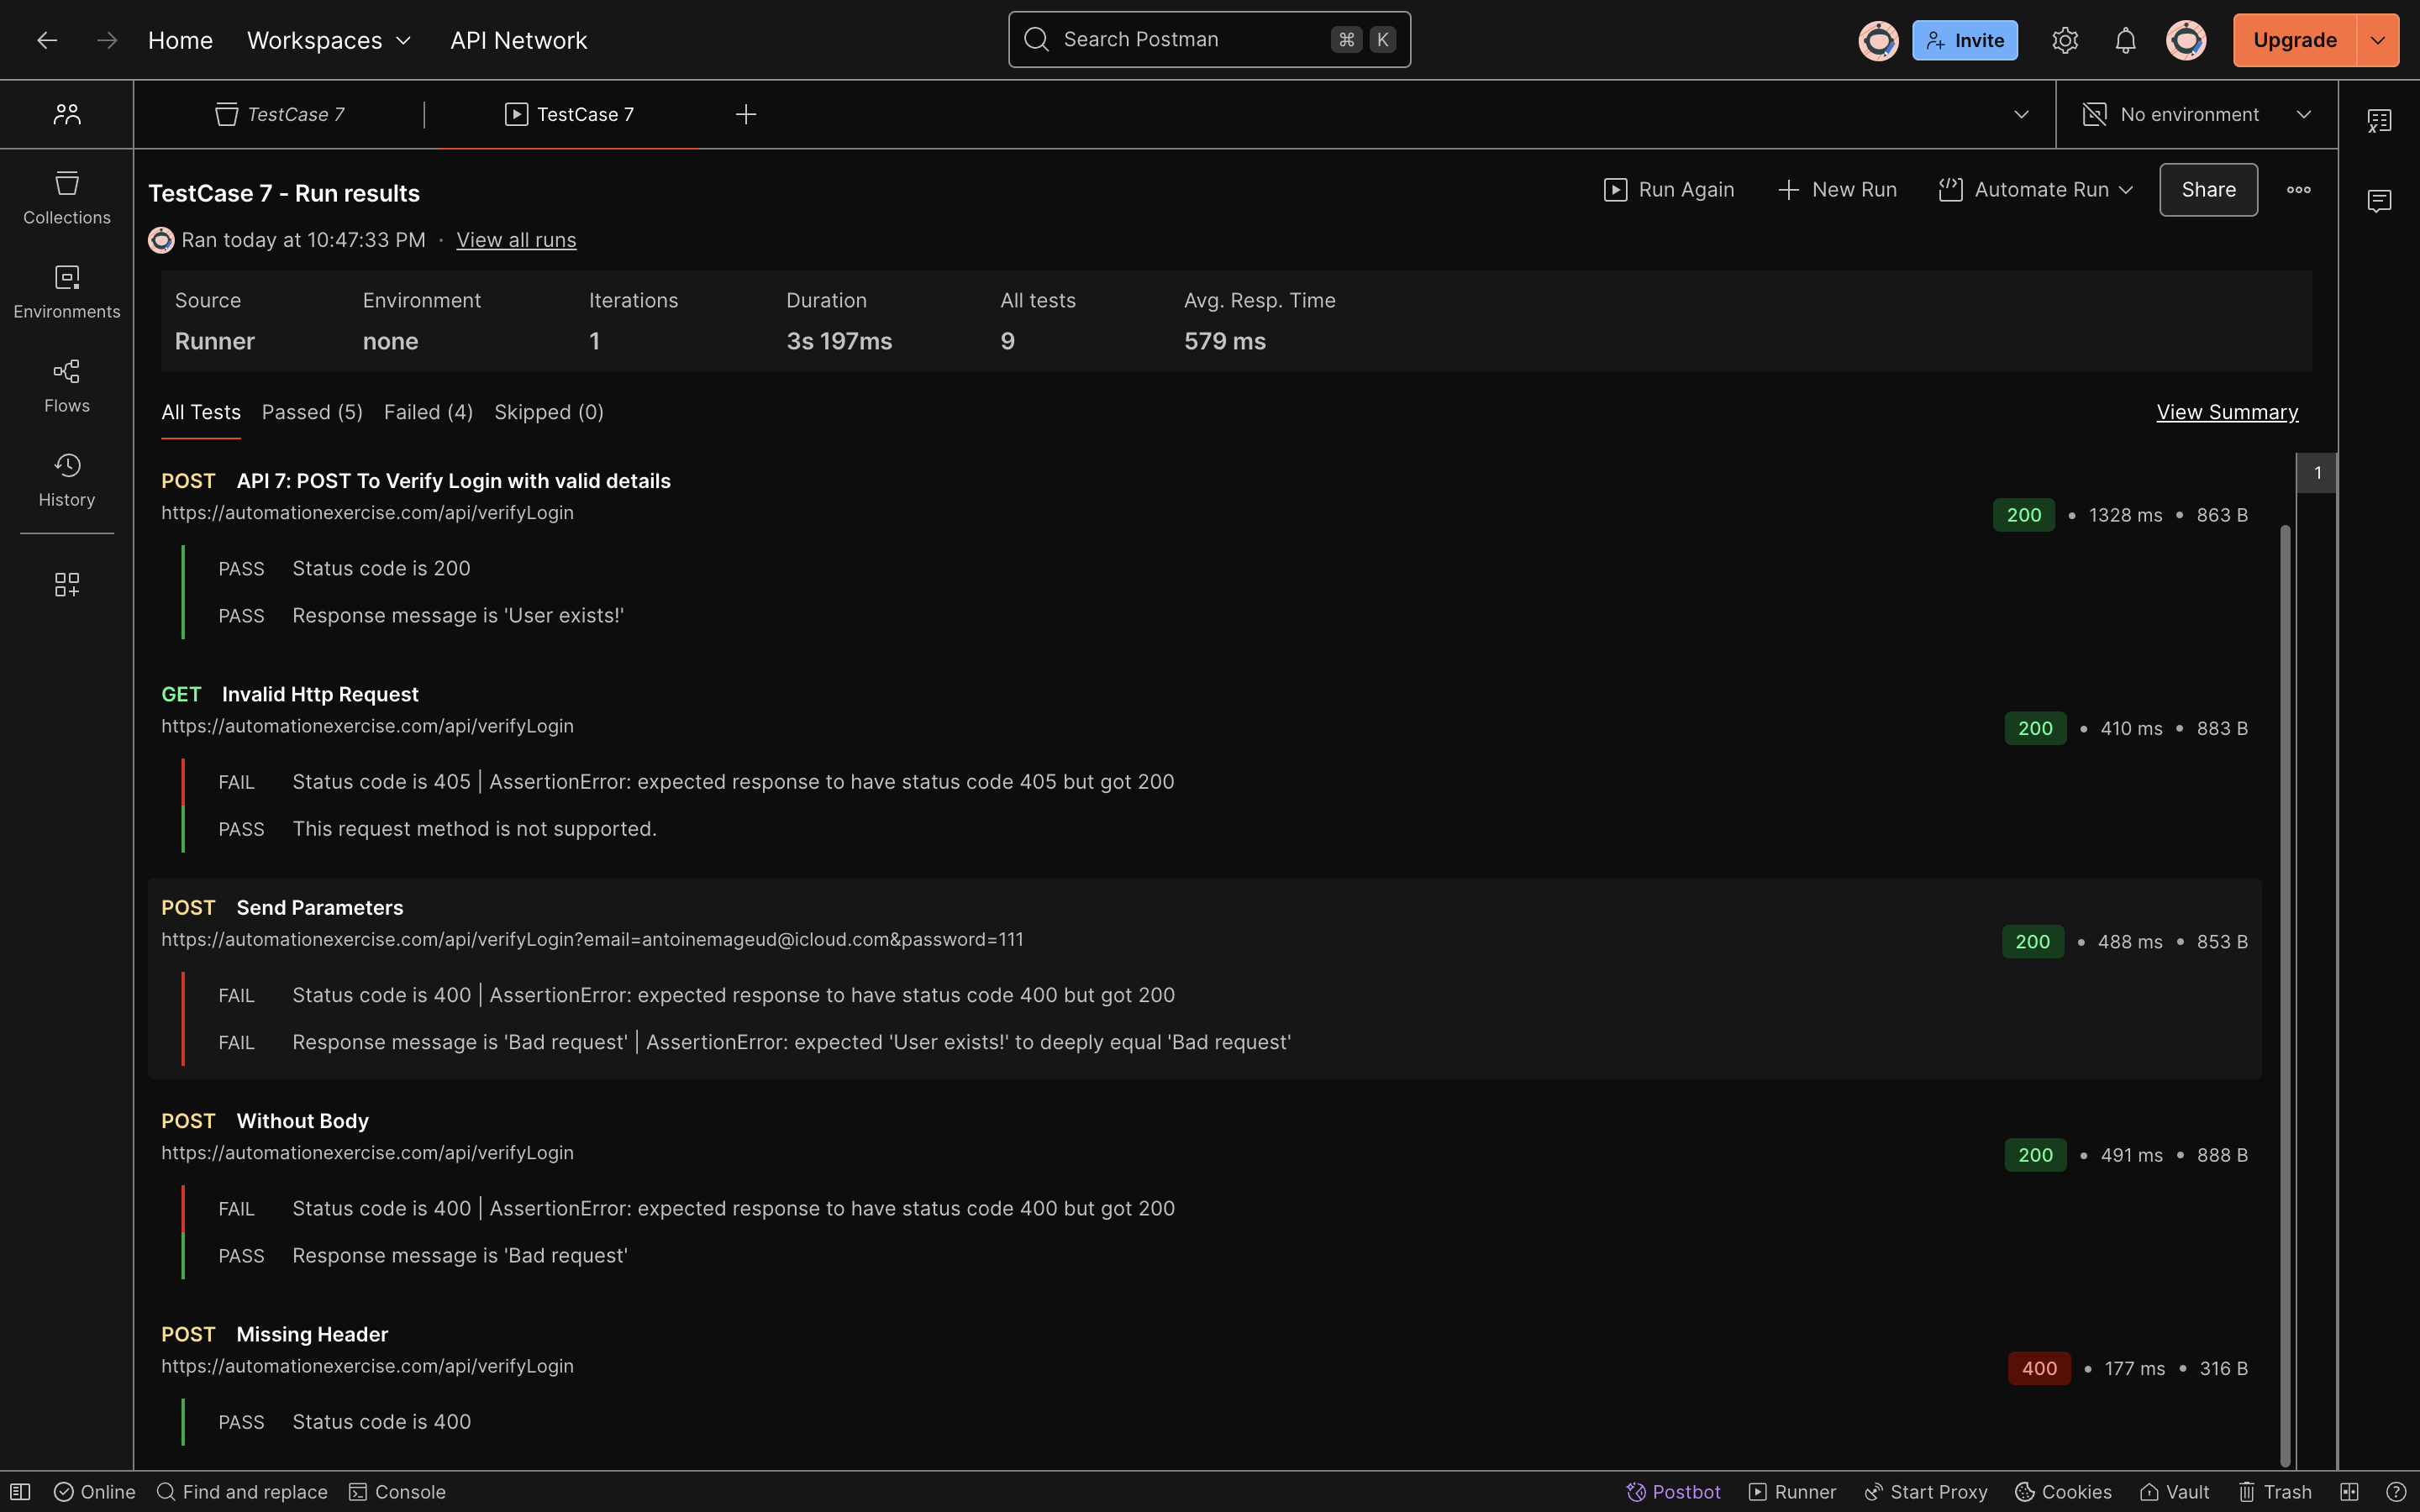 Home Workspaces API Network Search Postman ⌘ K Invite Upgrade
TestCase 7 TestCase 7 No environment
Collections
Environments
Flows
History
TestCase 7 - Run results Run Again New Run Automate Run Share
Ran today at 10:47:33 PM · View all runs
Source Environment Iterations Duration All tests Avg. Resp. Time
Runner none 1 3s 197ms 9 579 ms
All Tests Passed (5) Failed (4) Skipped (0) View Summary
1
POST API 7: POST To Verify Login with valid details
https://automationexercise.com/api/verifyLogin 200 • 1328 ms • 863 B
PASS Status code is 200
PASS Response message is 'User exists!'
GET Invalid Http Request
https://automationexercise.com/api/verifyLogin 200 • 410 ms • 883 B
FAIL Status code is 405 | AssertionError: expected response to have status code 405 but got 200
PASS This request method is not supported.
POST Send Parameters
https://automationexercise.com/api/verifyLogin?email=antoinemageud@icloud.com&password=111 200 • 488 ms • 853 B
FAIL Status code is 400 | AssertionError: expected response to have status code 400 but got 200
FAIL Response message is 'Bad request' | AssertionError: expected 'User exists!' to deeply equal 'Bad request'
POST Without Body
https://automationexercise.com/api/verifyLogin 200 • 491 ms • 888 B
FAIL Status code is 400 | AssertionError: expected response to have status code 400 but got 200
PASS Response message is 'Bad request'
POST Missing Header
https://automationexercise.com/api/verifyLogin 400 • 177 ms • 316 B
PASS Status code is 400
Online Find and replace Console Postbot Runner Start Proxy Cookies Vault Trash